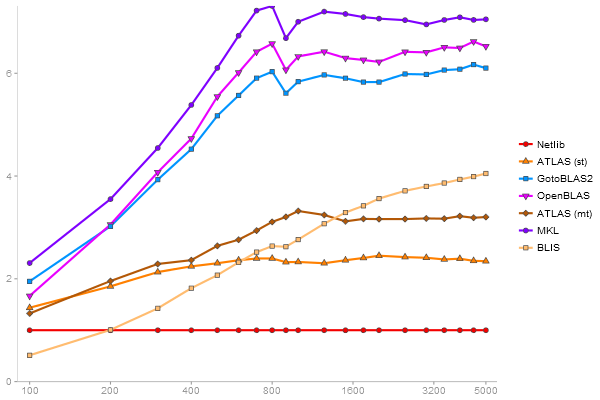 6
4
2
0
100 200 400 800 1600 3200 5000
Netlib
ATLAS (st)
GotoBLAS2
OpenBLAS
ATLAS (mt)
MKL
BLIS